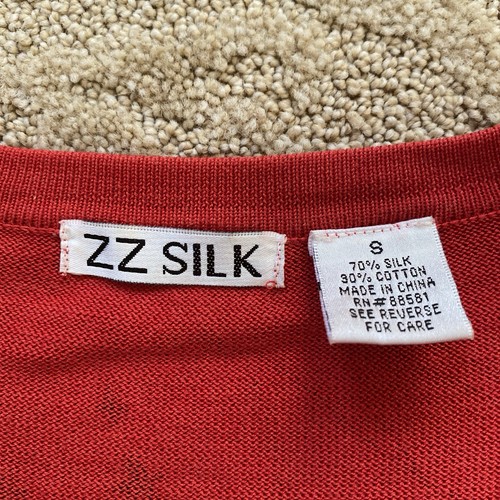 ZZ SILK
S
70% SILK
30% COTTON
MADE IN CHINA
RN#88581
SEE REVERSE
FOR CARE